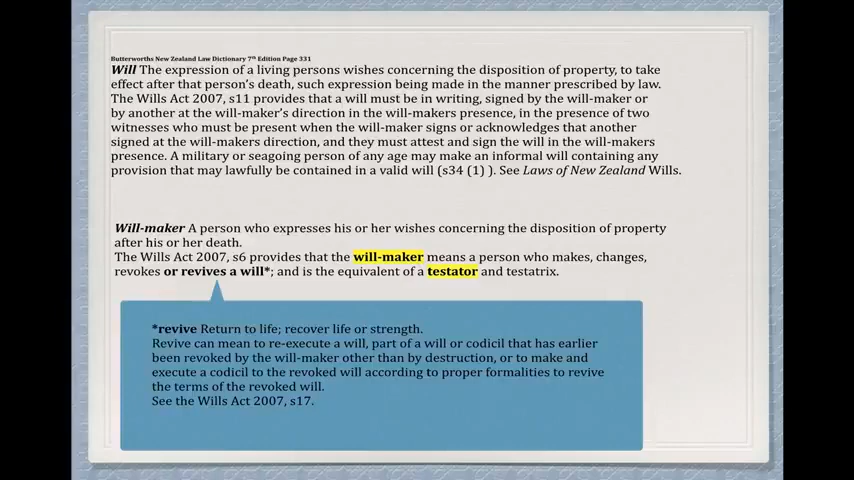 Butterworths New Zealand Law Dictionary 7th Edition Page 331
Will The expression of a living persons wishes concerning the disposition of property, to take
effect after that person's death, such expression being made in the manner prescribed by law.
The Wills Act 2007, s11 provides that a will must be in writing, signed by the will-maker or
by another at the will-maker's direction in the will-makers presence, in the presence of two
witnesses who must be present when the will-maker signs or acknowledges that another
signed at the will-makers direction, and they must attest and sign the will in the will-makers
presence. A military or seagoing person of any age may make an informal will containing any
provision that may lawfully be contained in a valid will (s34 (1) ). See Laws of New Zealand Wills.
Will-maker A person who expresses his or her wishes concerning the disposition of property
after his or her death.
The Wills Act 2007, s6 provides that the will-maker means a person who makes, changes,
revokes or revives a will*; and is the equivalent of a testator and testatrix.
*revive Return to life; recover life or strength.
Revive can mean to re-execute a will, part of a will or codicil that has earlier
been revoked by the will-maker other than by destruction, or to make and
execute a codicil to the revoked will according to proper formalities to revive
the terms of the revoked will.
See the Wills Act 2007, s17.